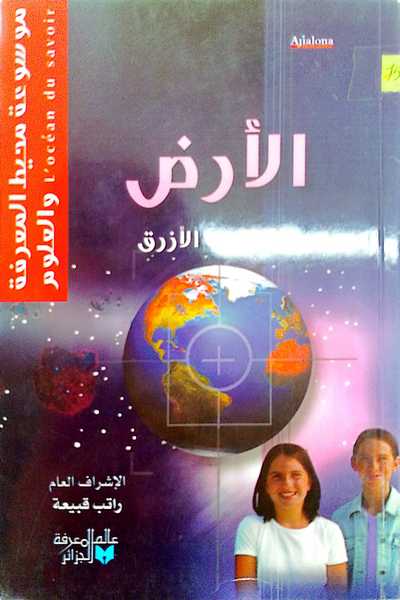 موسوعة محيط المعرفة
والعلوم L'océan du savoir
Ajialona
الأرض
الأزرق
الإشراف العام
راتب قبيعة
عالم المعرفة
الجزائر